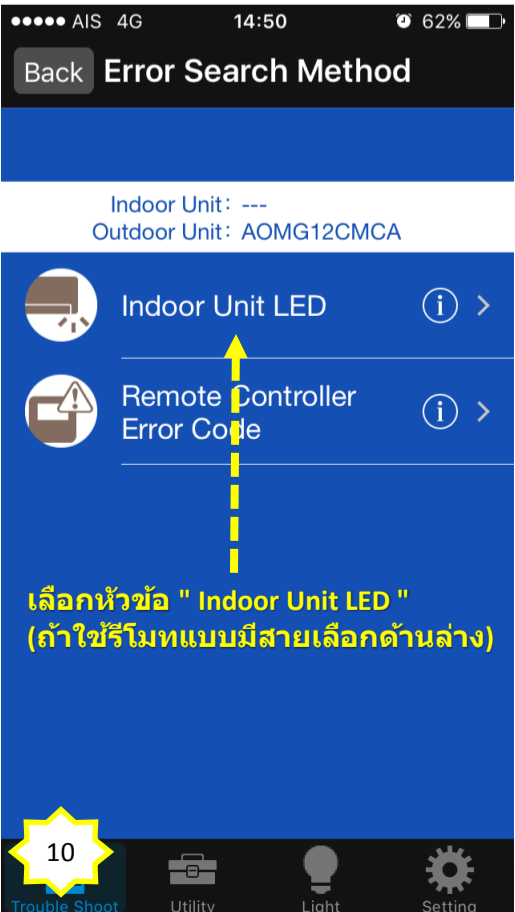 AIS 4G 14:50 62%
Back Error Search Method
Indoor Unit: ---
Outdoor Unit: AOMG12CMCA
Indoor Unit LED
Remote Controller
Error Code
เลือกหัวข้อ " Indoor Unit LED "
(ถ้าใช้รีโมทแบบมีสายเลือกด้านล่าง)
10
Trouble Shoot Utility Light Setting